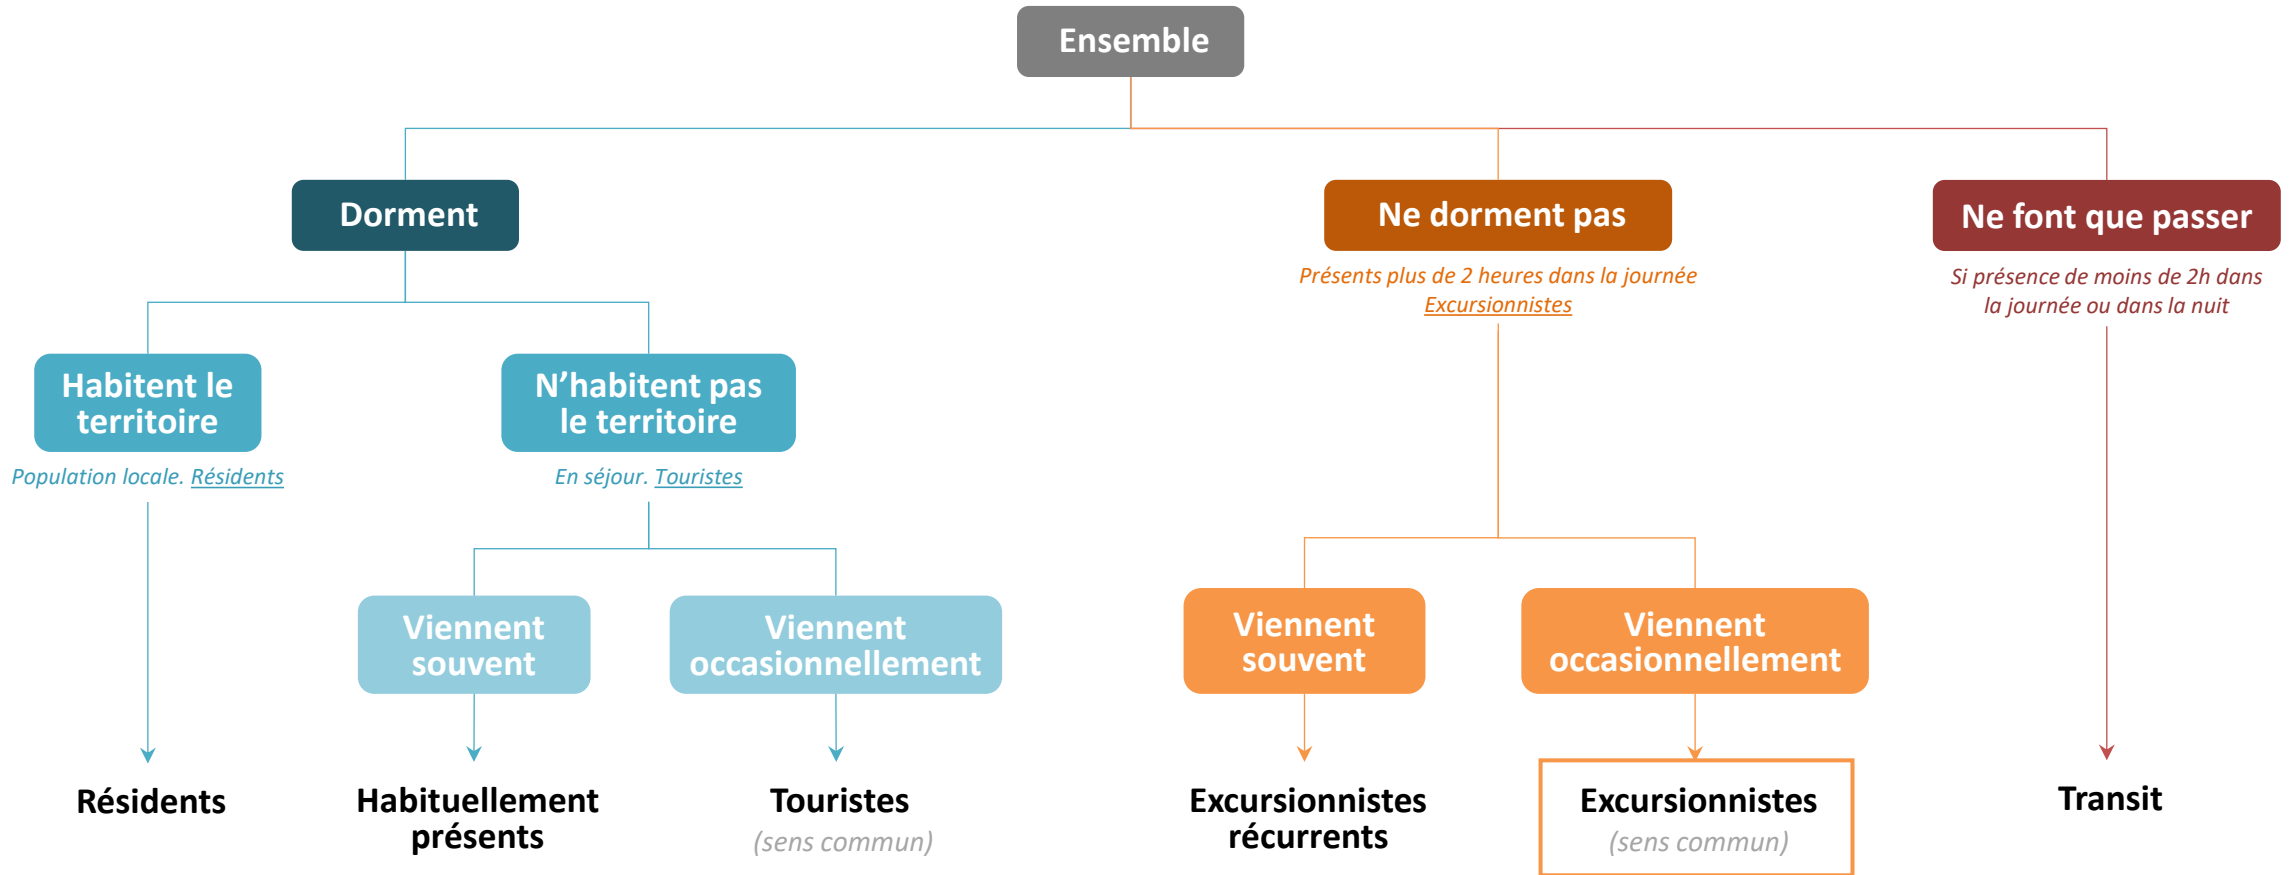 Ensemble
Dorment
Ne dorment pas
Ne font que passer
Présents plus de 2 heures dans la journée
Excursionnistes
Si présence de moins de 2h dans
la journée ou dans la nuit
Habitent le
territoire
N’habitent pas
le territoire
Population locale. Résidents
En séjour. Touristes
Viennent
souvent
Viennent
occasionnellement
Viennent
souvent
Viennent
occasionnellement
Résidents
Habituellement
présents
Touristes
(sens commun)
Excursionnistes
récurrents
Excursionnistes
(sens commun)
Transit